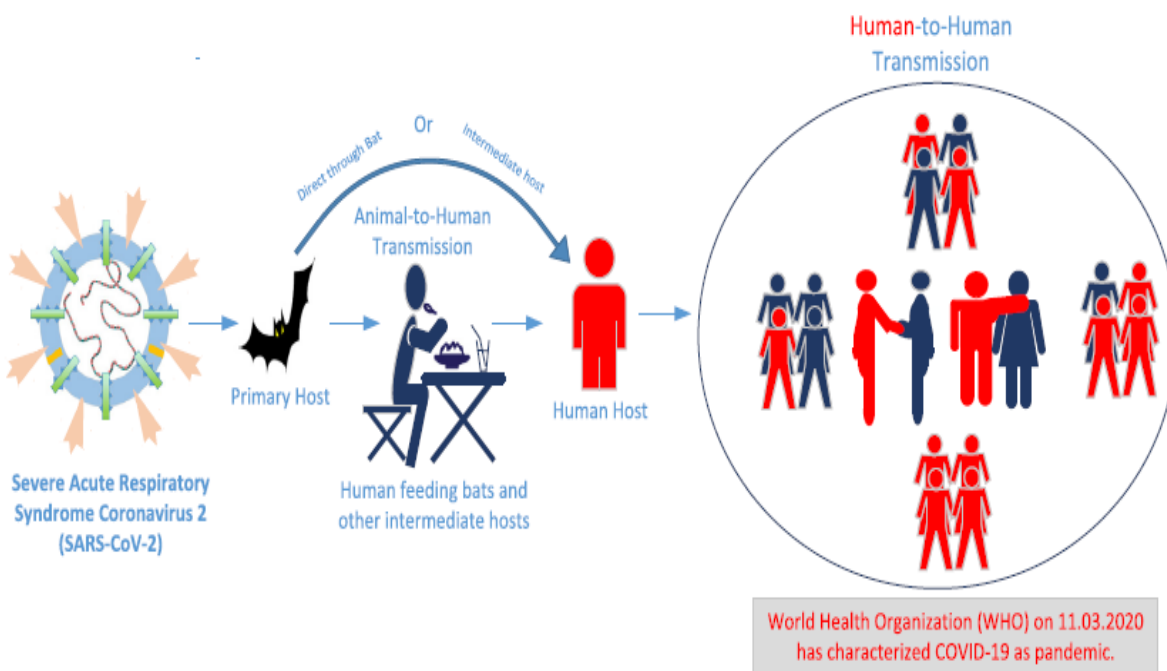 Human-to-Human
Transmission
Or
Direct through Bat
Intermediate host
Animal-to-Human
Transmission
Primary Host
Human Host
Human feeding bats and
other intermediate hosts
Severe Acute Respiratory
Syndrome Coronavirus 2
(SARS-CoV-2)
World Health Organization (WHO) on 11.03.2020
has characterized COVID-19 as pandemic.